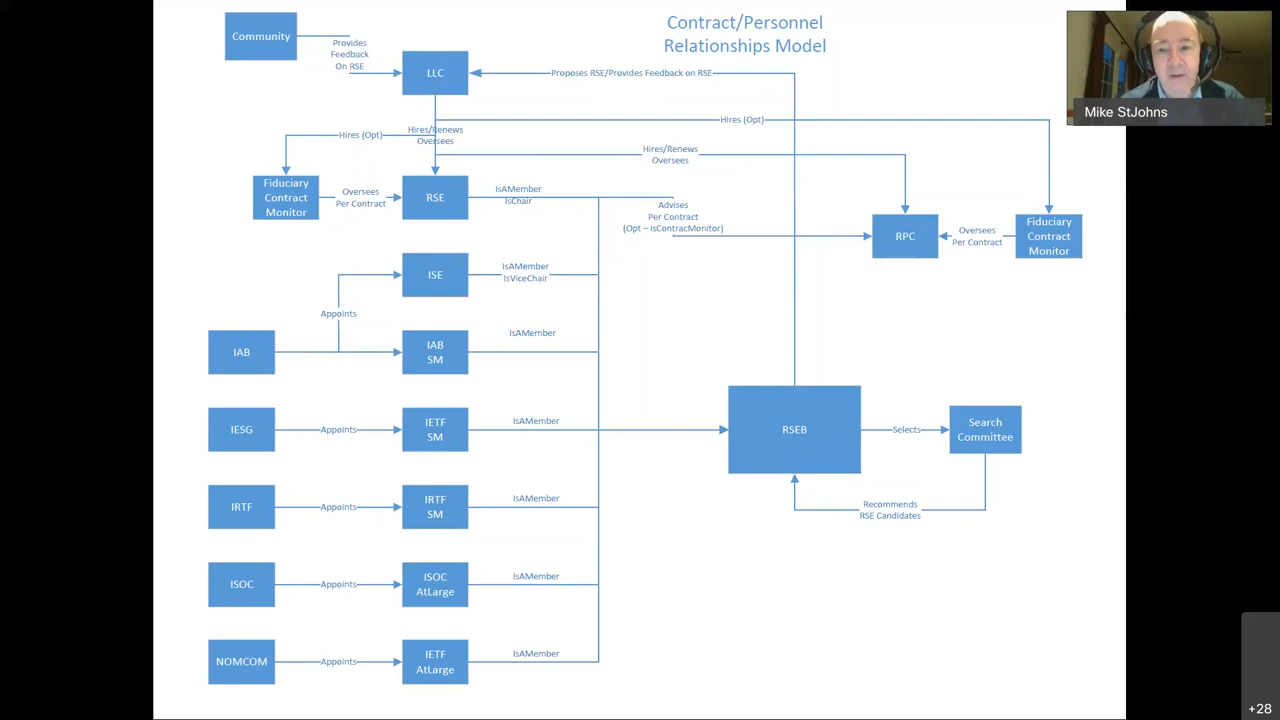 Contract/Personnel
Relationships Model
Mike StJohns
Community
Provides
Feedback
On RSE
LLC
Proposes RSE/Provides Feedback on RSE
Hires (Opt)
Hires/Renews
Oversees
Hires (Opt)
Hires/Renews
Oversees
Fiduciary
Contract
Monitor
Oversees
Per Contract
RSE
IsAMember
IsChair
Advises
Per Contract
(Opt – isContracMonitor)
RPC
Oversees
Per Contract
Fiduciary
Contract
Monitor
ISE
IsAMember
IsViceChair
Appoints
IAB
IAB
SM
IsAMember
IESG
Appoints
IETF
SM
IsAMember
RSEB
Selects
Search
Committee
IRTF
Appoints
IRTF
SM
IsAMember
Recommends
RSE Candidates
ISOC
Appoints
ISOC
AtLarge
IsAMember
NOMCOM
Appoints
IETF
AtLarge
IsAMember
+28